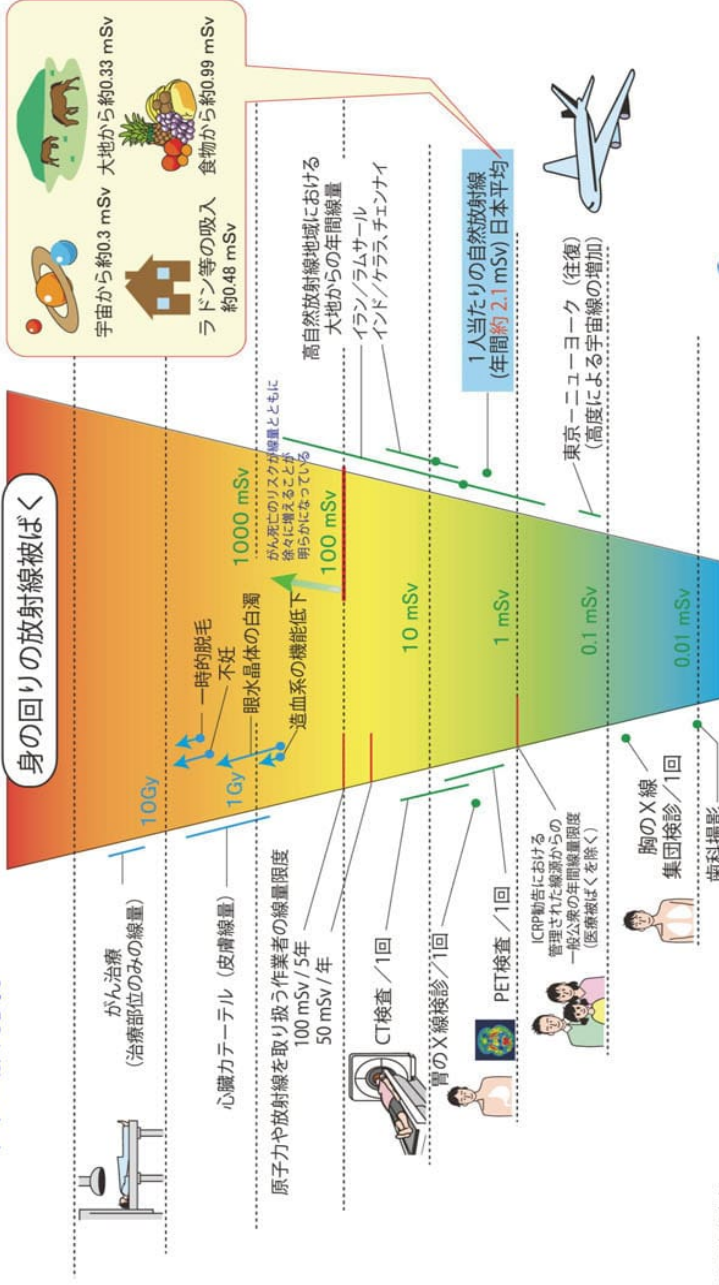 身の回りの放射線被ばく
がん治療
(治療部位のみの線量)
心臓カテーテル(皮膚線量)
原子力や放射線を取り扱う作業者の線量限度
100 mSv / 5年
50 mSv / 年
CT検査 / 1回
胃のX線検診/1回
PET検査 / 1回
ICRP勧告における
管理された線源からの
一般公衆の年間線量限度
(医療被ばくを除く)
胸のX線
集団検診/1回
歯科撮影
10Gy
1Gy
一時的脱毛
不妊
眼水晶体の白濁
造血系の機能低下
1000 mSv
がん死亡のリスクが線量とともに
徐々に増えることが
明らかになっている
100 mSv
10 mSv
1 mSv
0.1 mSv
0.01 mSv
宇宙から約0.3 mSv
大地から約0.33 mSv
ラドン等の吸入
約0.48 mSv
食物から約0.99 mSv
高自然放射線地域における
大地からの年間線量
イラン/ラムサール
インド/ケララ、チェンナイ
1人当たりの自然放射線
(年間約 2.1 mSv) 日本平均
東京ーニューヨーク (往復)
(高度による宇宙線の増加)